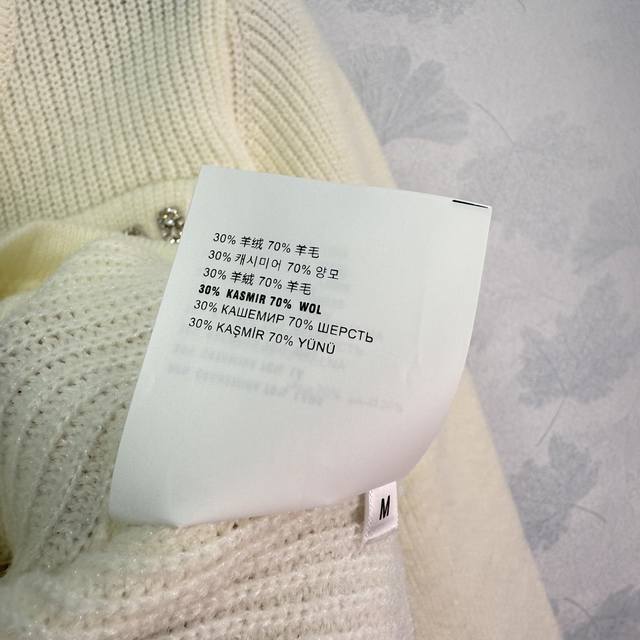 30% 羊绒 70% 羊毛
30% 캐시미어 70% 양모
30% 羊绒 70% 羊毛
30% KASMIR 70% WOL
30% КАШЕМИР 70% ШЕРСТЬ
30% KAŞMİR 70% YÜNÜ
M